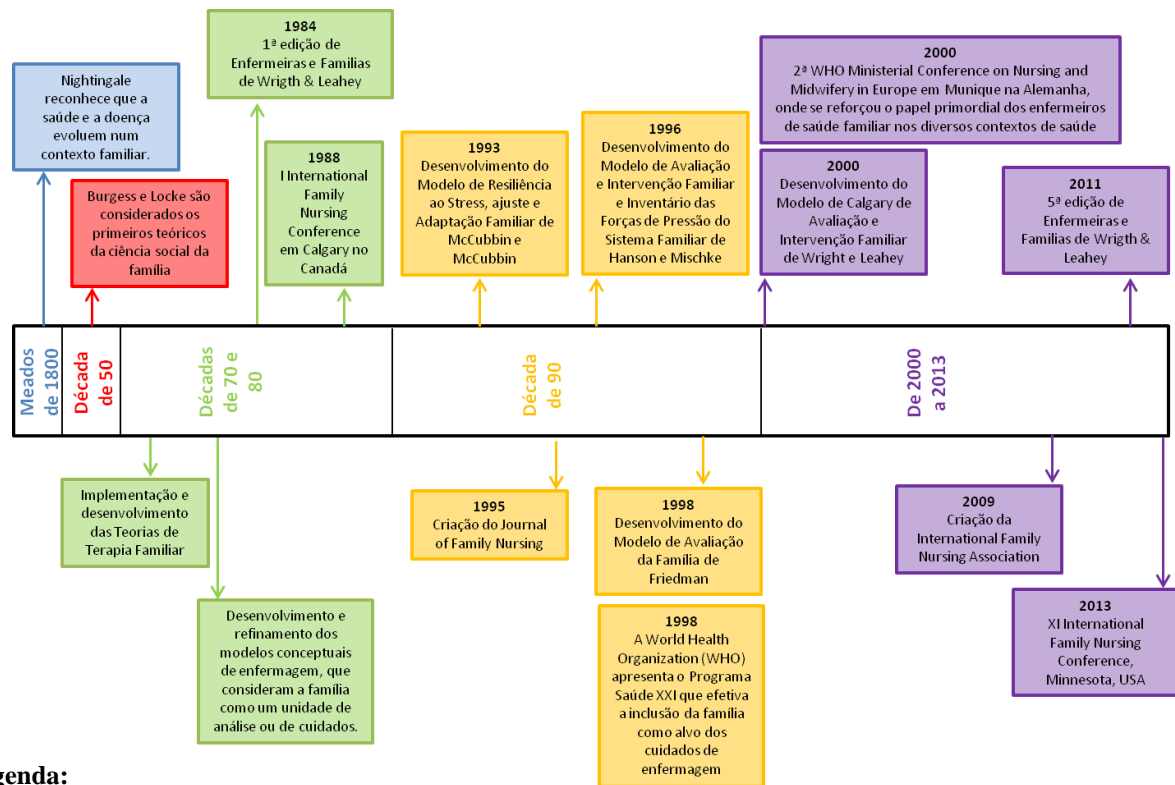 Nightingale
reconhece que a
saúde e a doença
evoluem num
contexto familiar.
Burgess e Locke são
considerados os
primeiros teóricos
da ciência social da
família
1984
1ª edição de
Enfermeiras e Familias
de Wrigth & Leahey
1988
I International
Family
Nursing
Conference
em Calgary no
Canadá
1993
Desenvolvimento do
Modelo de Resiliência
ao Stress, ajuste e
Adaptação Familiar de
McCubbin e
McCubbin
1996
Desenvolvimento do
Modelo de Avaliação
e Intervenção Familiar
e Inventário das
Forças de Pressão do
Sistema Familiar de
Hanson e Mischke
2000
2ª WHO Ministerial Conference on Nursing and
Midwifery in Europe em Munique na Alemanha,
onde se reforçou o papel primordial dos enfermeiros
de saúde familiar nos diversos contextos de saúde
2000
Desenvolvimento do
Modelo de Calgary de
Avaliação e
Intervenção Familiar
de Wright e Leahey
2011
5ª edição de
Enfermeiras e
Familias de Wrigth &
Leahey
Meados
de 1800
Década
de 50
Décadas
de 70 e
80
Década
de 90
De 2000
a 2013
Implementação e
desenvolvimento
das Teorias de
Terapia Familiar
Desenvolvimento e
refinamento dos
modelos conceptuais
de enfermagem, que
consideram a família
como um unidade de
análise ou de cuidados.
1995
Criação do Journal
of Family Nursing
1998
Desenvolvimento do
Modelo de Avaliação
da Família de
Friedman
1998
A World Health
Organization (WHO)
apresenta o Programa
Saúde XXI que efetiva
a inclusão da família
como alvo dos
cuidados de
enfermagem
2009
Criação da
International Family
Nursing Association
2013
XI International
Family Nursing
Conference,
Minnesota, USA
genda: